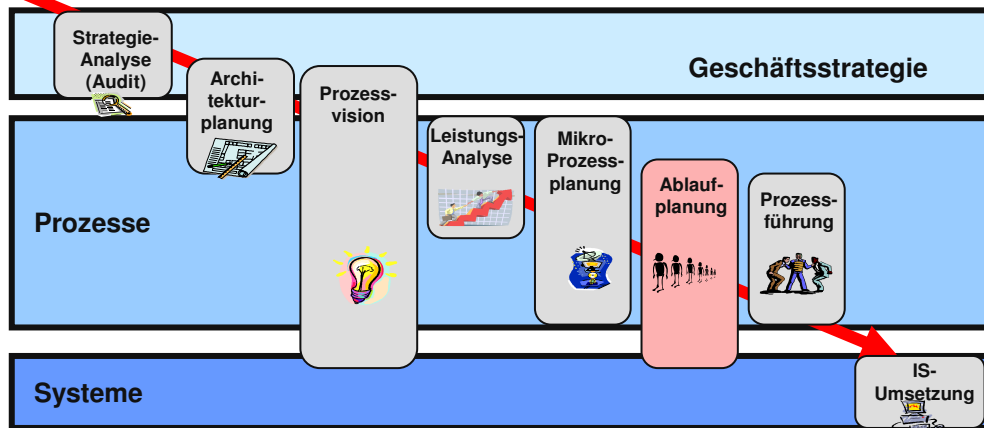 Strategie-
Analyse
(Audit)
Archi-
tektur-
planung
Prozess-
vision
Geschäftsstrategie
Leistungs-
Analyse
Mikro-
Prozess-
planung
Ablauf-
planung
Prozess-
führung
Prozesse
Systeme
IS-
Umsetzung